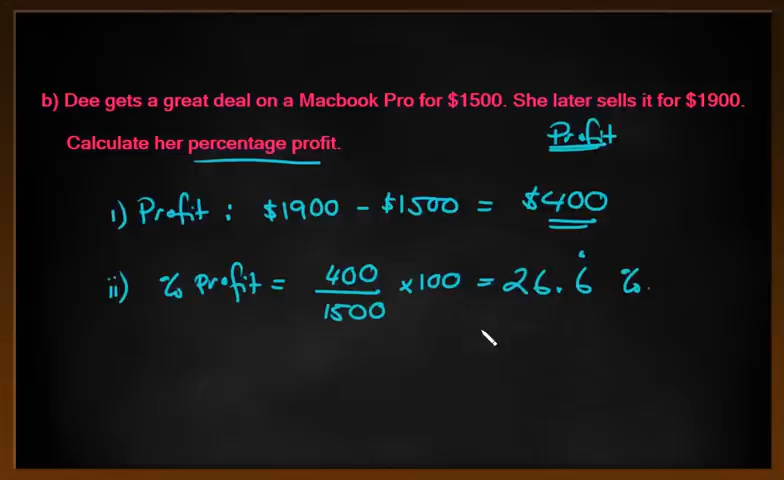 b) Dee gets a great deal on a Macbook Pro for $1500. She later sells it for $1900.
Calculate her percentage profit.
Profit
i) Profit : $1900 - $1500 = $400
ii) % Profit = 400/1500 x 100 = 26.6̇ %.